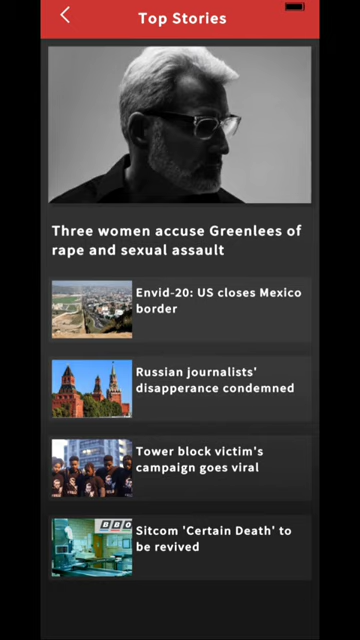 Top Stories
Three women accuse Greenlees of
rape and sexual assault
Envid-20: US closes Mexico
border
Russian journalists'
disapperance condemned
Tower block victim's
campaign goes viral
Sitcom 'Certain Death' to
be revived